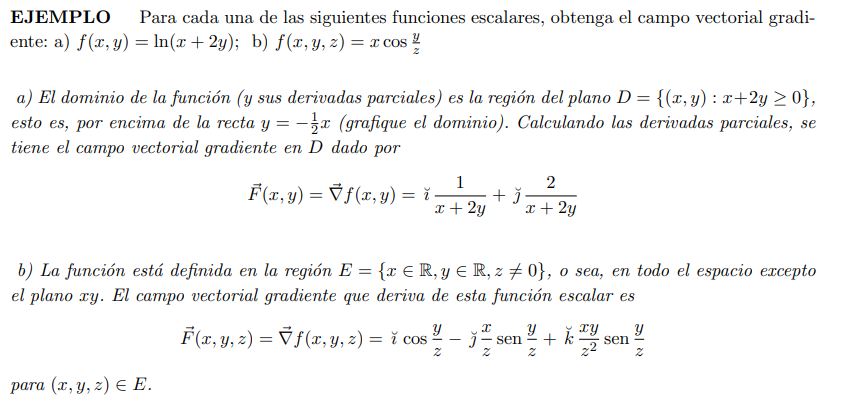 EJEMPLO Para cada una de las siguientes funciones escalares, obtenga el campo vectorial gradi-
ente: a) f(x, y) = ln(x + 2y); b) f(x, y, z) = x cos y/z
a) El dominio de la función (y sus derivadas parciales) es la región del plano D = {(x, y) : x+2y ≥ 0},
esto es, por encima de la recta y = −1/2x (grafique el dominio). Calculando las derivadas parciales, se
tiene el campo vectorial gradiente en D dado por
F⃗(x, y) = ∇⃗f(x, y) = ĭ 1/(x + 2y) + j̆ 2/(x + 2y)
b) La función está definida en la región E = {x ∈ ℝ, y ∈ ℝ, z ≠ 0}, o sea, en todo el espacio excepto
el plano xy. El campo vectorial gradiente que deriva de esta función escalar es
F⃗(x, y, z) = ∇⃗f(x, y, z) = ĭ cos y/z − j̆ x/z sen y/z + k̆ xy/z² sen y/z
para (x, y, z) ∈ E.